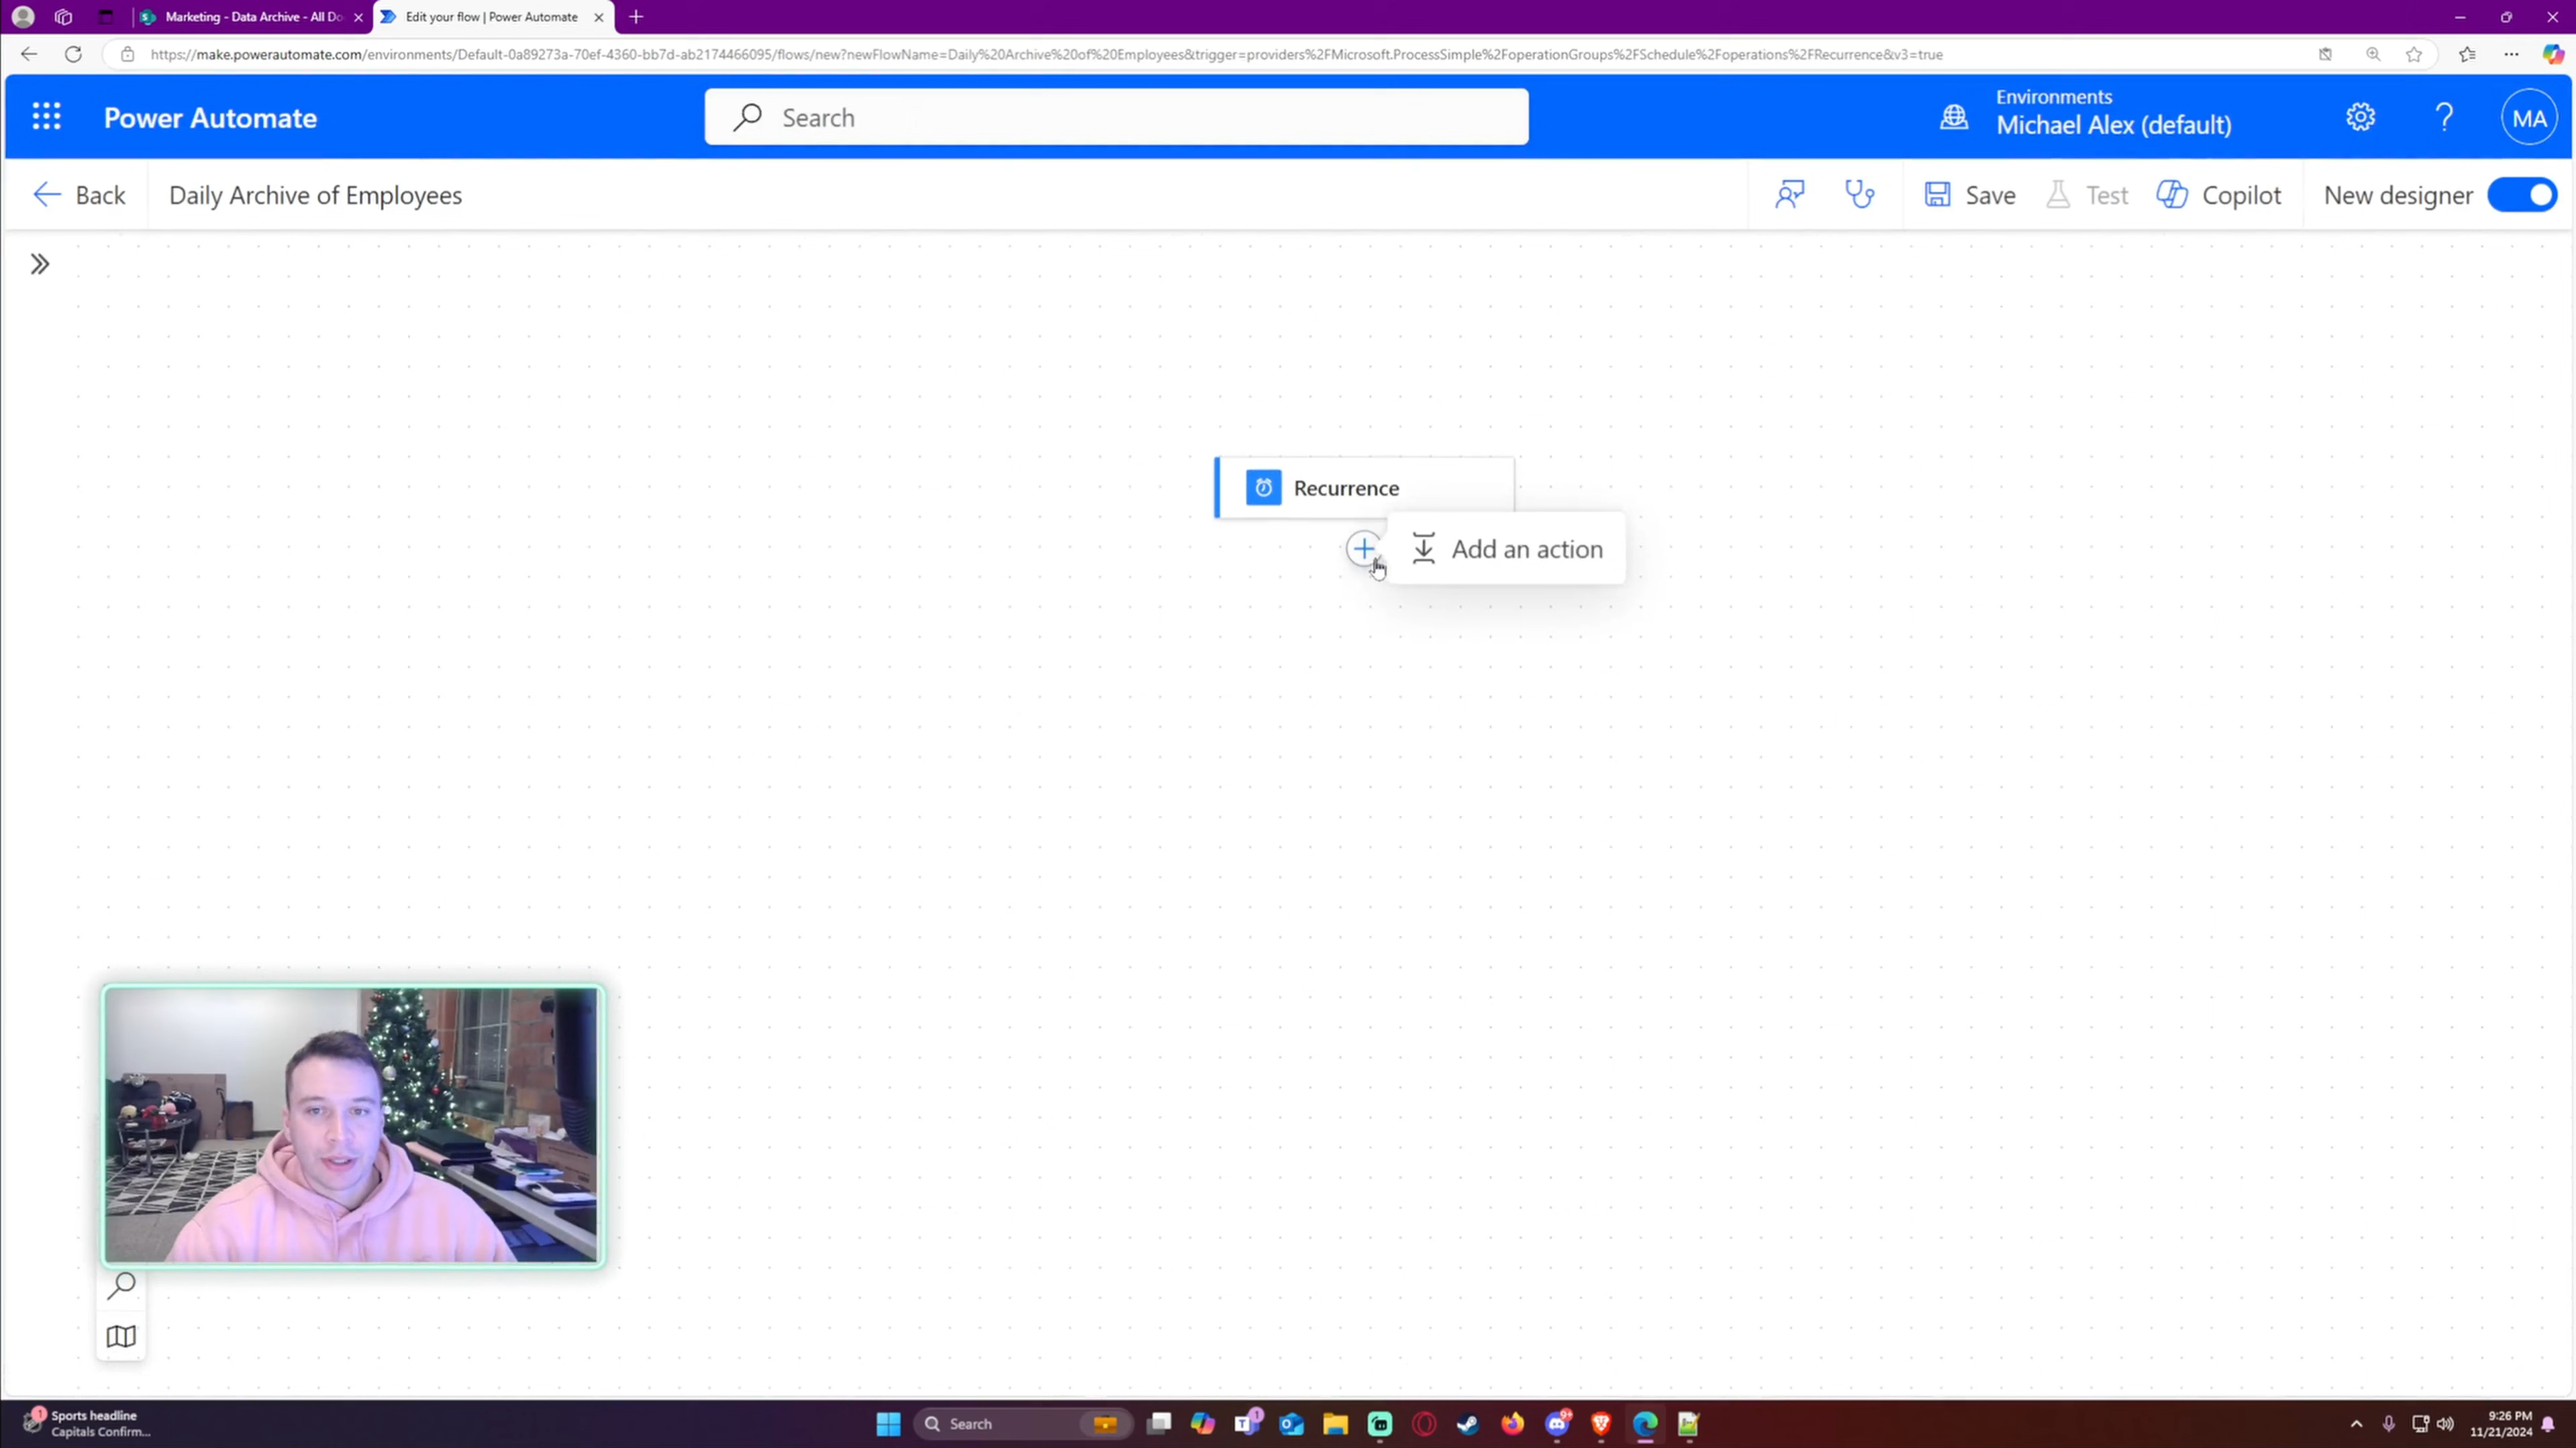 Marketing - Data Archive - All Do
Edit your flow | Power Automate
https://make.powerautomate.com/environments/Default-0a89273a-70ef-4360-bb7d-ab2174466095/flows/new?newFlowName=Daily%20Archive%20of%20Employees&trigger=providers%2FMicrosoft.ProcessSimple%2FoperationGroups%2FSchedule%2Foperations%2FRecurrence&v3=true
Power Automate
Search
Environments
Michael Alex (default)
MA
Back
Daily Archive of Employees
Save
Test
Copilot
New designer
Recurrence
Add an action
1
Sports headline
Capitals Confirm...
Search
1
9+
9:26 PM
11/21/2024